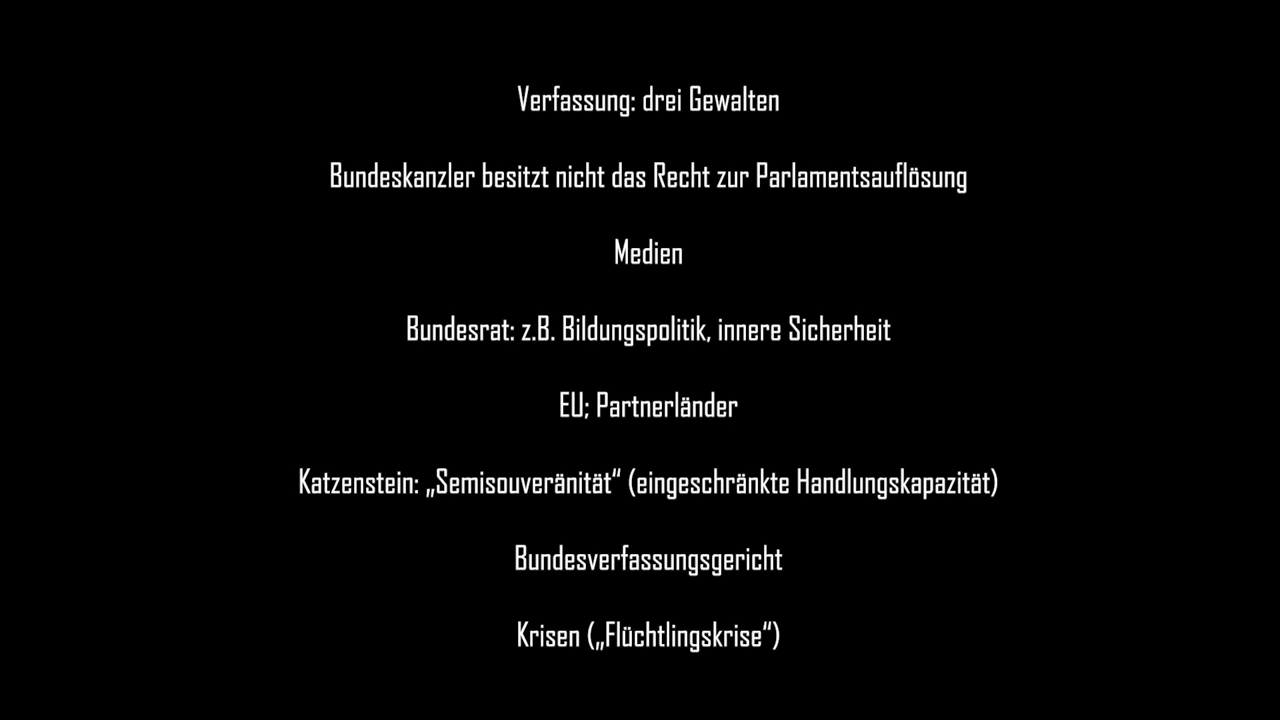 Verfassung: drei Gewalten
Bundeskanzler besitzt nicht das Recht zur Parlamentsauflösung
Medien
Bundesrat: z.B. Bildungspolitik, innere Sicherheit
EU; Partnerländer
Katzenstein: „Semisouveränität“ (eingeschränkte Handlungskapazität)
Bundesverfassungsgericht
Krisen („Flüchtlingskrise“)